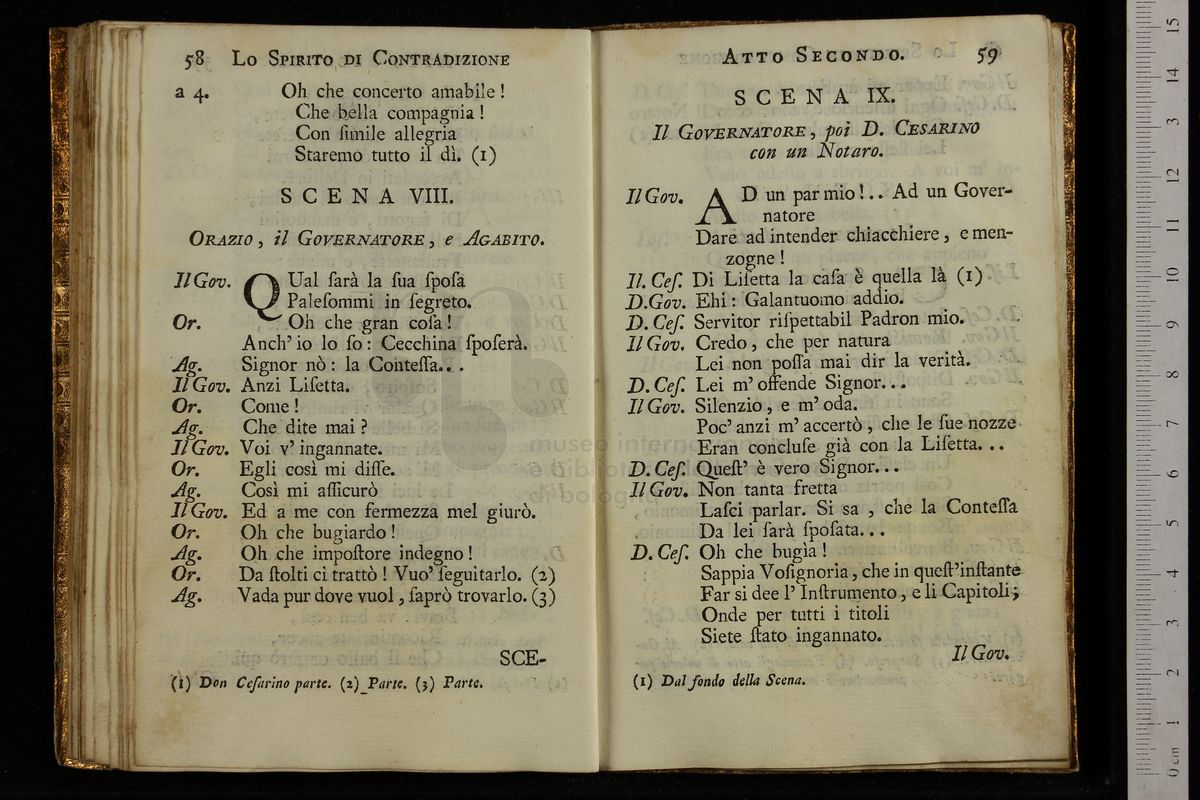 58 Lo Spirito di Contradizione
a 4. Oh che concerto amabile !
Che bella compagnia !
Con ſimile allegria
Staremo tutto il dì. (1)
SCENA VIII.
Orazio, il Governatore, e Agabito.
Il Gov. QUal ſarà la ſua ſpoſa
Paleſommi in ſegreto.
Or. Oh che gran coſa !
Anch' io lo ſo : Cecchina ſpoſerà.
Ag. Signor nò : la Conteſſa...
Il Gov. Anzi Liſetta.
Or. Come !
Ag. Che dite mai ?
Il Gov. Voi v' ingannate.
Or. Egli così mi diſſe.
Ag. Così mi aſſicurò
Il Gov. Ed a me con fermezza mel giurò.
Or. Oh che bugiardo !
Ag. Oh che impoſtore indegno !
Or. Da ſtolti ci trattò ! Vuo' ſeguitarlo. (2)
Ag. Vada pur dove vuol, ſaprò trovarlo. (3)
SCE-
(1) Don Ceſarino parte. (2) Parte. (3) Parte.
Atto Secondo. 59
SCENA IX.
Il Governatore, poi D. Cesarino
con un Notaro.
Il Gov. AD un par mio !.. Ad un Gover-
natore
Dare ad intender chiacchiere, e men-
zogne !
Il. Ceſ. Di Liſetta la caſa è quella là (1)
D.Gov. Ehi : Galantuomo addio.
D. Ceſ. Servitor riſpettabil Padron mio.
Il Gov. Credo, che per natura
Lei non poſſa mai dir la verità.
D. Ceſ. Lei m' offende Signor...
Il Gov. Silenzio, e m' oda.
Poc' anzi m' accertò, che le ſue nozze
Eran concluſe già con la Liſetta. ..
D. Ceſ. Queſt' è vero Signor...
Il Gov. Non tanta fretta
Laſci parlar. Si sa , che la Conteſſa
Da lei ſarà ſpoſata...
D. Ceſ. Oh che bugìa !
Sappia Voſignoria, che in queſt'inſtante
Far si dee l' Inſtrumento, e li Capitoli;
Onde per tutti i titoli
Siete ſtato ingannato.
Il Gov.
(1) Dal fondo della Scena.